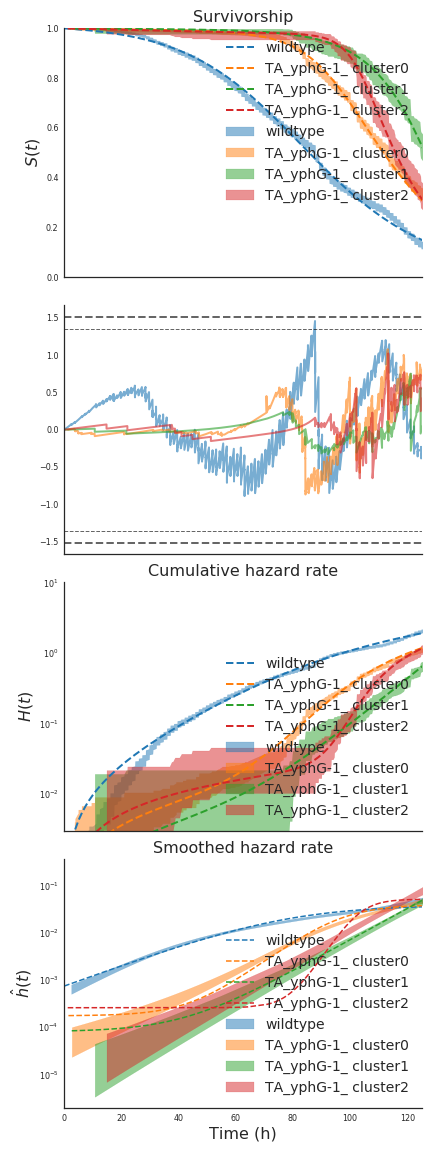 Survivorship
1.0
0.8
0.6
0.4
0.2
0.0
S(t)
wildtype
TA_yphG-1_ cluster0
TA_yphG-1_ cluster1
TA_yphG-1_ cluster2
wildtype
TA_yphG-1_ cluster0
TA_yphG-1_ cluster1
TA_yphG-1_ cluster2
1.5
1.0
0.5
0.0
−0.5
−1.0
−1.5
Cumulative hazard rate
10¹
10⁰
10⁻¹
10⁻²
H(t)
wildtype
TA_yphG-1_ cluster0
TA_yphG-1_ cluster1
TA_yphG-1_ cluster2
wildtype
TA_yphG-1_ cluster0
TA_yphG-1_ cluster1
TA_yphG-1_ cluster2
Smoothed hazard rate
10⁻¹
10⁻²
10⁻³
10⁻⁴
10⁻⁵
ĥ(t)
wildtype
TA_yphG-1_ cluster0
TA_yphG-1_ cluster1
TA_yphG-1_ cluster2
wildtype
TA_yphG-1_ cluster0
TA_yphG-1_ cluster1
TA_yphG-1_ cluster2
0 20 40 60 80 100 120
Time (h)